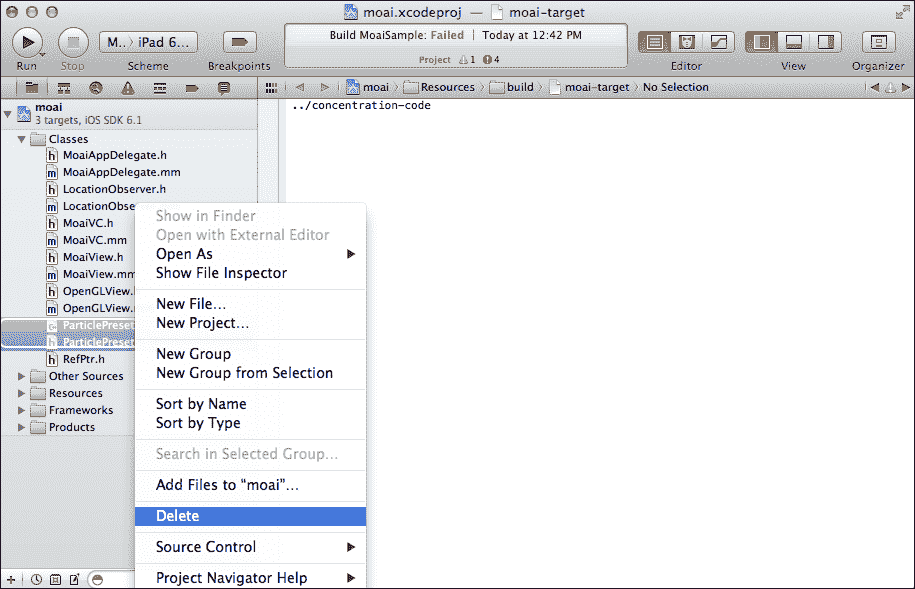 moai.xcodeproj — moai-target
M..〉iPad 6...
Build MoaiSample: Failed | Today at 12:42 PM
Project 1 4
Run Stop Scheme Breakpoints Editor View Organizer
moai Resources build moai-target No Selection
moai
3 targets, iOS SDK 6.1
../concentration-code
Classes
MoaiAppDelegate.h
MoaiAppDelegate.mm
LocationObserver.h
LocationObse
MoaiVC.h
MoaiVC.mm
MoaiView.h
MoaiView.mm
OpenGLView.
OpenGLView.
ParticlePreset
ParticlePreset
RefPtr.h
Other Sources
Resources
Frameworks
Products
Show in Finder
Open with External Editor
Open As
Show File Inspector
New File...
New Project...
New Group
New Group from Selection
Sort by Name
Sort by Type
Search in Selected Group...
Add Files to “moai”...
Delete
Source Control
Project Navigator Help